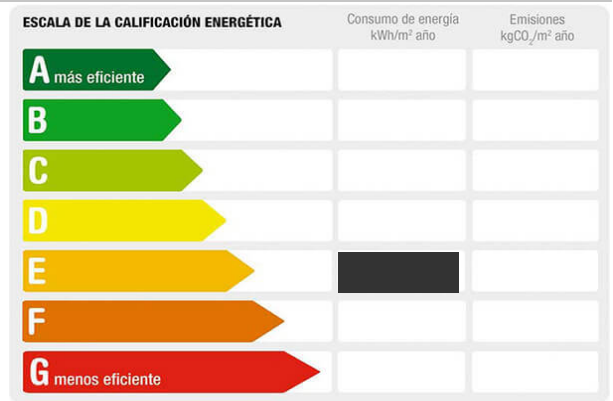 ESCALA DE LA CALIFICACIÓN ENERGÉTICA
Consumo de energía
kWh/m² año
Emisiones
kgCO₂/m² año
A más eficiente
B
C
D
E
F
G menos eficiente